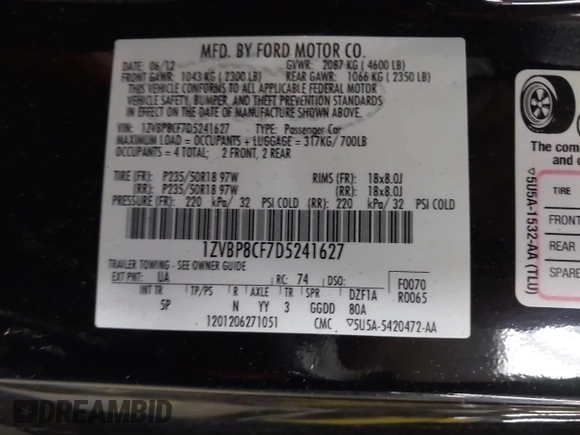 MFD. BY FORD MOTOR CO.
DATE: 06/12 GVWR: 2087 KG (4600 LB)
FRONT GAWR: 1043 KG (2300 LB) REAR GAWR: 1066 KG (2350 LB)
THIS VEHICLE CONFORMS TO ALL APPLICABLE FEDERAL MOTOR
VEHICLE SAFETY, BUMPER, AND THEFT PREVENTION STANDARDS
IN EFFECT ON THE DATE OF MANUFACTURE SHOWN ABOVE.
VIN: 1ZVBP8CF7D5241627 TYPE: Passenger Car
MAXIMUM LOAD = OCCUPANTS + LUGGAGE = 317KG/ 700LB
OCCUPANTS = 4 TOTAL; 2 FRONT, 2 REAR
TIRE (FR): P235/50R18 97W RIMS (FR): 18x8.0J
(RR): P235/50R18 97W (RR): 18x8.0J
PRESSURE (FR): 220 kPa/ 32 PSI COLD (RR): 220 kPa/ 32 PSI COLD
1ZVBP8CF7D5241627
TRAILER TOWING - SEE OWNER GUIDE
EXT PNT: UA RC: 74 DSO: F0070
INT TR TP/PS R AXLE TR SPR DZF1A R0065
5P N YY 3 GGDD 80A
1201206271051 CMC ▽5U5A-5420472-AA
The com
▽5U5A-1532-AA (TLU)
TIRE
FRONT
REAR
SPARE
DREAMBID